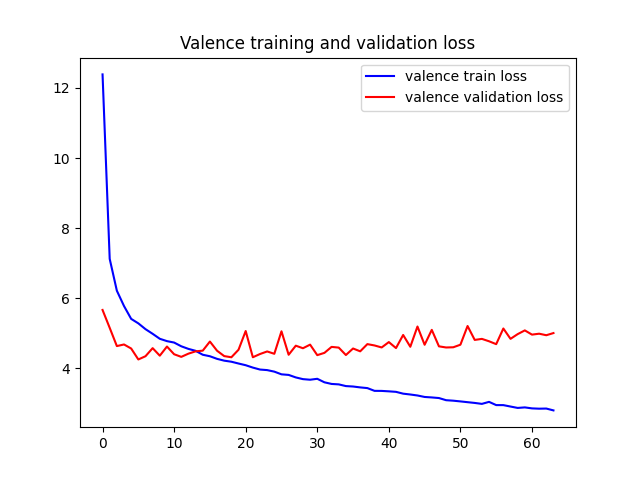 Valence training and validation loss
valence train loss
valence validation loss
12
10
8
6
4
0 10 20 30 40 50 60